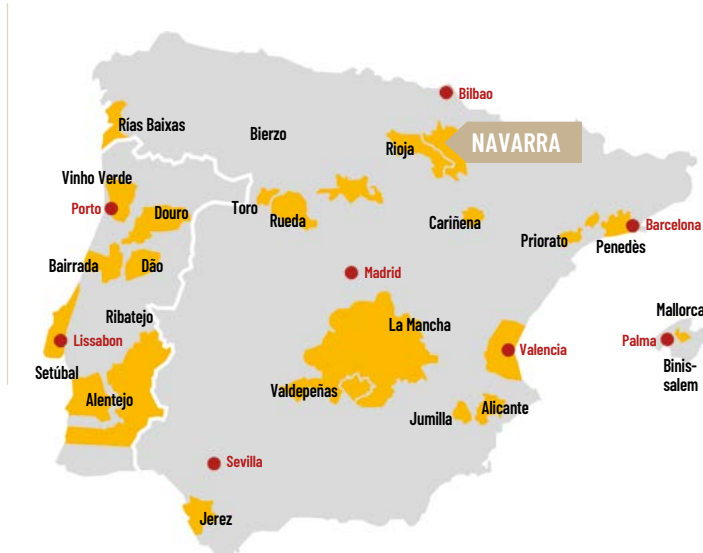 Bilbao
Rías Baixas
Bierzo
Rioja
NAVARRA
Vinho Verde
Porto
Douro
Toro
Rueda
Cariñena
Priorato
Barcelona
Penedès
Bairrada
Dão
Madrid
Ribatejo
La Mancha
Mallorca
Lissabon
Valencia
Palma
Binis-
salem
Setúbal
Alentejo
Valdepeñas
Jumilla
Alicante
Sevilla
Jerez